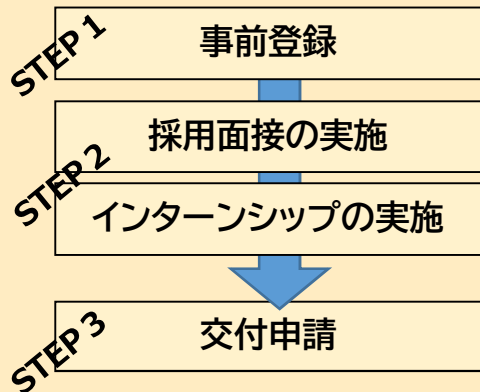 STEP 1
事前登録
STEP 2
採用面接の実施
インターンシップの実施
STEP 3
交付申請